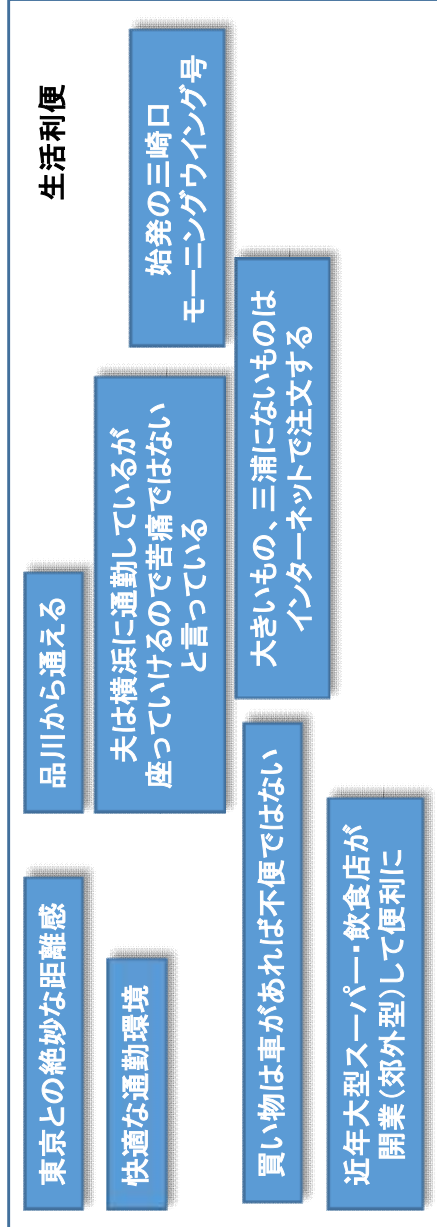 生活利便
東京との絶妙な距離感
品川から通える
快適な通勤環境
夫は横浜に通勤しているが
座っていけるので苦痛ではない
と言っている
始発の三崎口
モーニングウイング号
買い物は車があれば不便ではない
大きいもの、三浦にないものは
インターネットで注文する
近年大型スーパー・飲食店が
開業(郊外型)して便利に